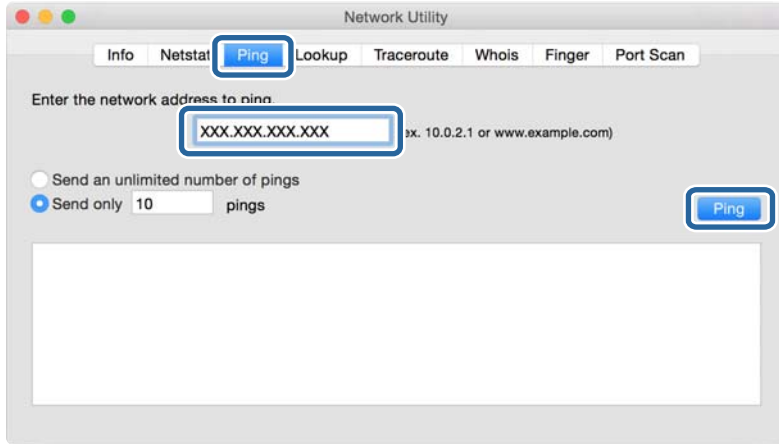 Network Utility
Info Netstat Ping Lookup Traceroute Whois Finger Port Scan
Enter the network address to ping.
XXX.XXX.XXX.XXX ex. 10.0.2.1 or www.example.com)
Send an unlimited number of pings
Send only 10 pings
Ping